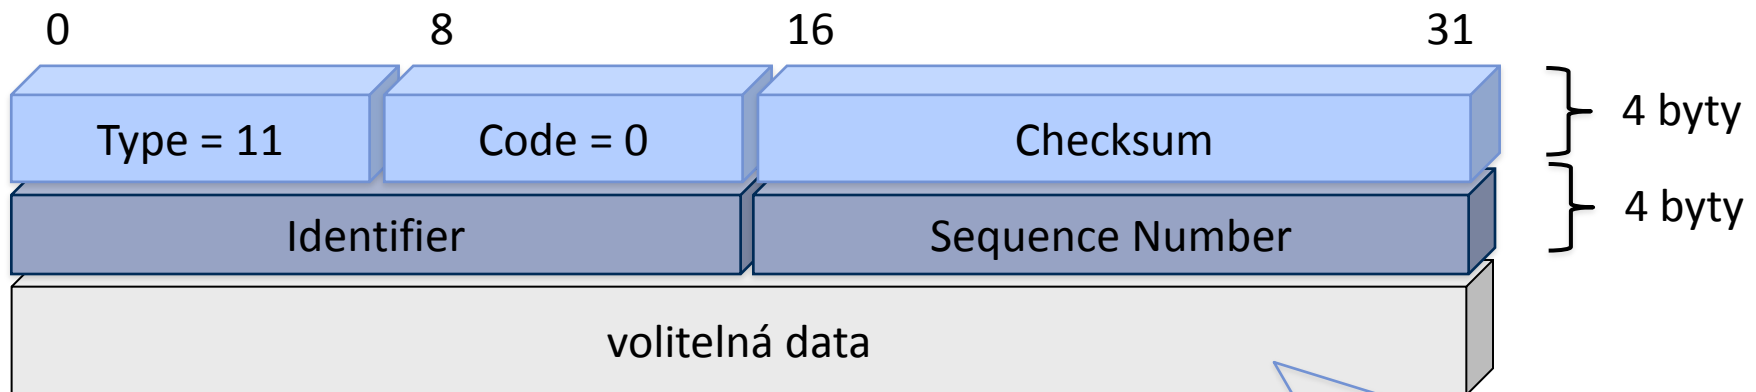 0 8 16 31
Type = 11 Code = 0 Checksum 4 byty
Identifier Sequence Number 4 byty
volitelná data